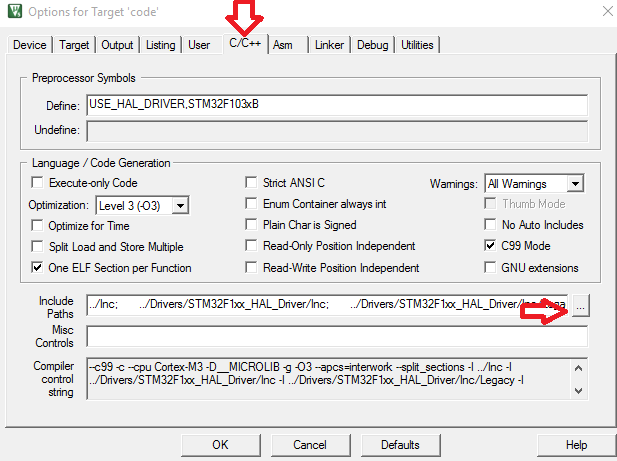 Options for Target 'code'
Device Target Output Listing User C/C++ Asm Linker Debug Utilities
Preprocessor Symbols
Define: USE_HAL_DRIVER,STM32F103xB
Undefine:
Language / Code Generation
Execute-only Code Strict ANSI C Warnings: All Warnings
Optimization: Level 3 (-O3) Enum Container always int Thumb Mode
Optimize for Time Plain Char is Signed No Auto Includes
Split Load and Store Multiple Read-Only Position Independent C99 Mode
One ELF Section per Function Read-Write Position Independent GNU extensions
Include Paths ../Inc; ../Drivers/STM32F1xx_HAL_Driver/Inc; ../Drivers/STM32F1xx_HAL_Driver/ ...
Misc Controls
Compiler control string --c99 -c --cpu Cortex-M3 -D__MICROLIB -g -O3 --apcs=interwork --split_sections -I ../Inc -I
../Drivers/STM32F1xx_HAL_Driver/Inc -I ../Drivers/STM32F1xx_HAL_Driver/Inc/Legacy -I
OK Cancel Defaults Help